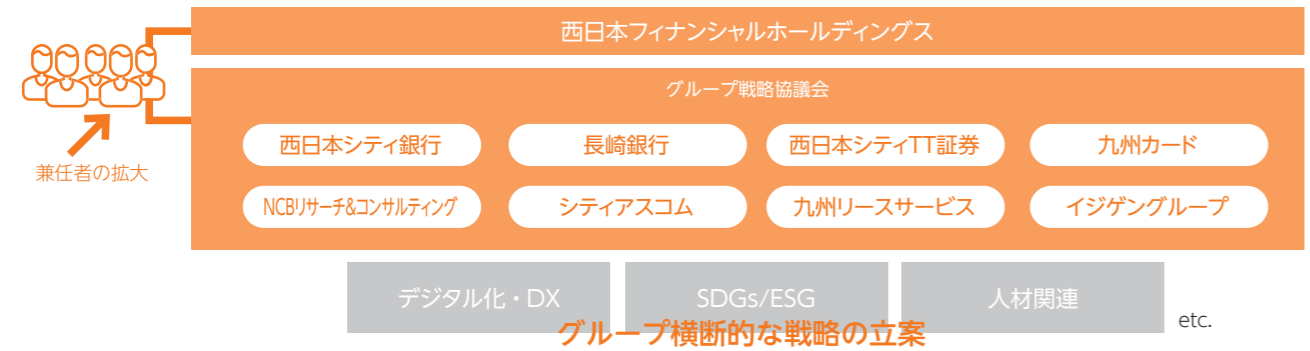 西日本フィナンシャルホールディングス
グループ戦略協議会
西日本シティ銀行
長崎銀行
西日本シティTT証券
九州カード
兼任者の拡大
NCBリサーチ&コンサルティング
シティアスコム
九州リースサービス
イジゲングループ
デジタル化・DX
SDGs/ESG
人材関連
etc.
グループ横断的な戦略の立案